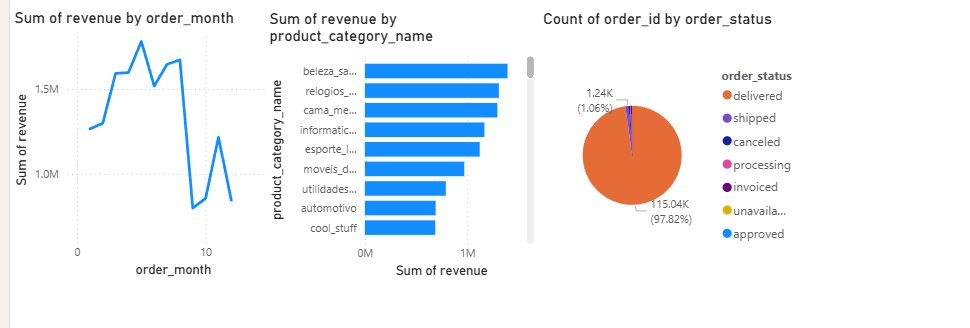 Sum of revenue by order_month
Sum of revenue
1.5M
1.0M
0
10
order_month
Sum of revenue by
product_category_name
product_category_name
beleza_sa...
relogios_...
cama_me...
informatic...
esporte_l...
moveis_d...
utilidades...
automotivo
cool_stuff
0M
1M
Sum of revenue
Count of order_id by order_status
1.24K
(1.06%)
115.04K
(97.82%)
order_status
delivered
shipped
canceled
processing
invoiced
unavaila...
approved